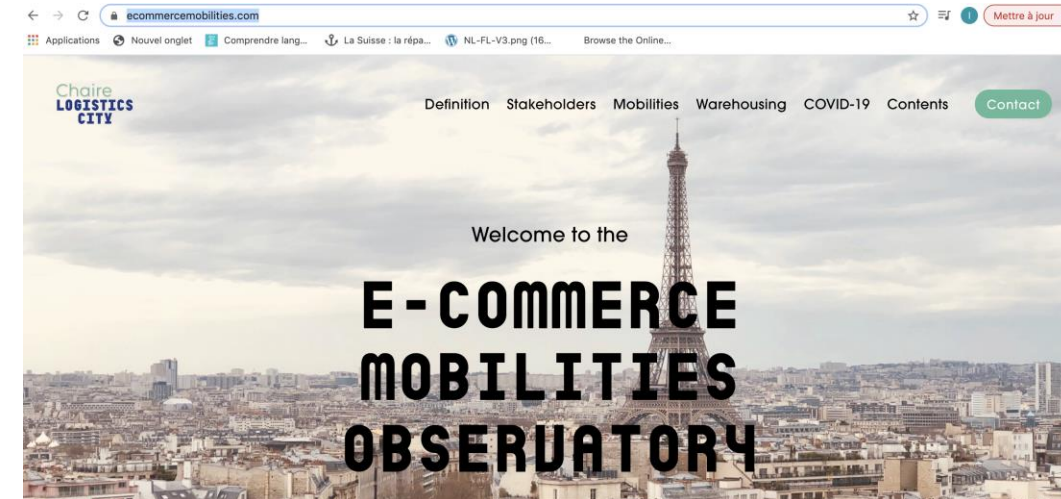 ecommercemobilities.com
Mettre à jour
Applications Nouvel onglet Comprendre lang... La Suisse : la répa... NL-FL-V3.png (16... Browse the Online...
Chaire
LOGISTICS
CITY
Definition Stakeholders Mobilities Warehousing COVID-19 Contents Contact
Welcome to the
E-COMMERCE
MOBILITIES
OBSERVATORY